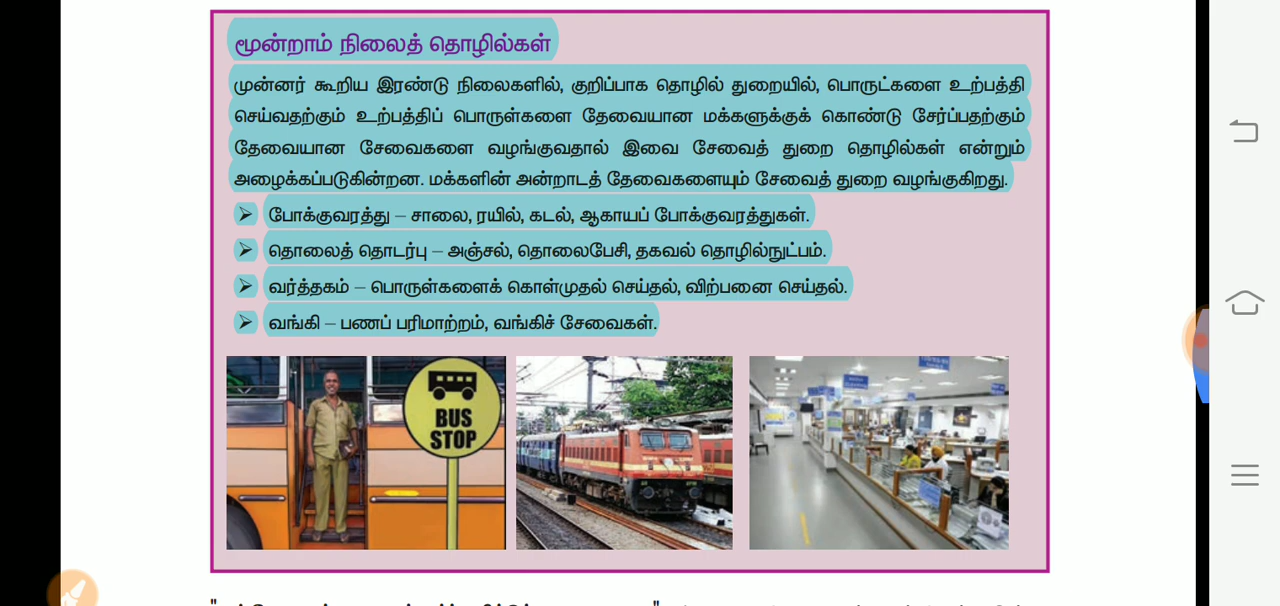 மூன்றாம் நிலைத் தொழில்கள்
முன்னர் கூறிய இரண்டு நிலைகளில், குறிப்பாக தொழில் துறையில், பொருட்களை உற்பத்தி
செய்வதற்கும் உற்பத்திப் பொருள்களை தேவையான மக்களுக்குக் கொண்டு சேர்ப்பதற்கும்
தேவையான சேவைகளை வழங்குவதால் இவை சேவைத் துறை தொழில்கள் என்றும்
அழைக்கப்படுகின்றன. மக்களின் அன்றாடத் தேவைகளையும் சேவைத் துறை வழங்குகிறது.
➢ போக்குவரத்து – சாலை, ரயில், கடல், ஆகாயப் போக்குவரத்துகள்.
➢ தொலைத் தொடர்பு – அஞ்சல், தொலைபேசி, தகவல் தொழில்நுட்பம்.
➢ வர்த்தகம் – பொருள்களைக் கொள்முதல் செய்தல், விற்பனை செய்தல்.
➢ வங்கி – பணப் பரிமாற்றம், வங்கிச் சேவைகள்.
BUS
STOP